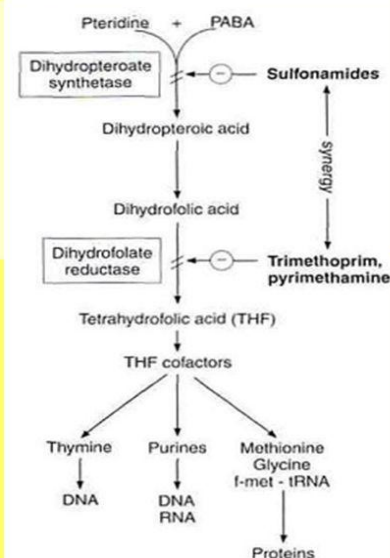 Pteridine + PABA
Dihydropteroate
synthetase
Sulfonamides
Dihydropteroic acid
synergy
Dihydrofolic acid
Dihydrofolate
reductase
Trimethoprim,
pyrimethamine
Tetrahydrofolic acid (THF)
THF cofactors
Thymine
Purines
Methionine
Glycine
f-met - tRNA
DNA
DNA
RNA
Proteins